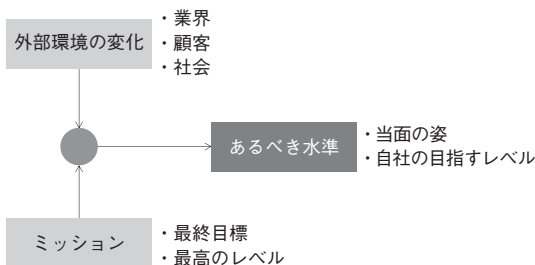 外部環境の変化
・業界
・顧客
・社会
あるべき水準
・当面の姿
・自社の目指すレベル
ミッション
・最終目標
・最高のレベル